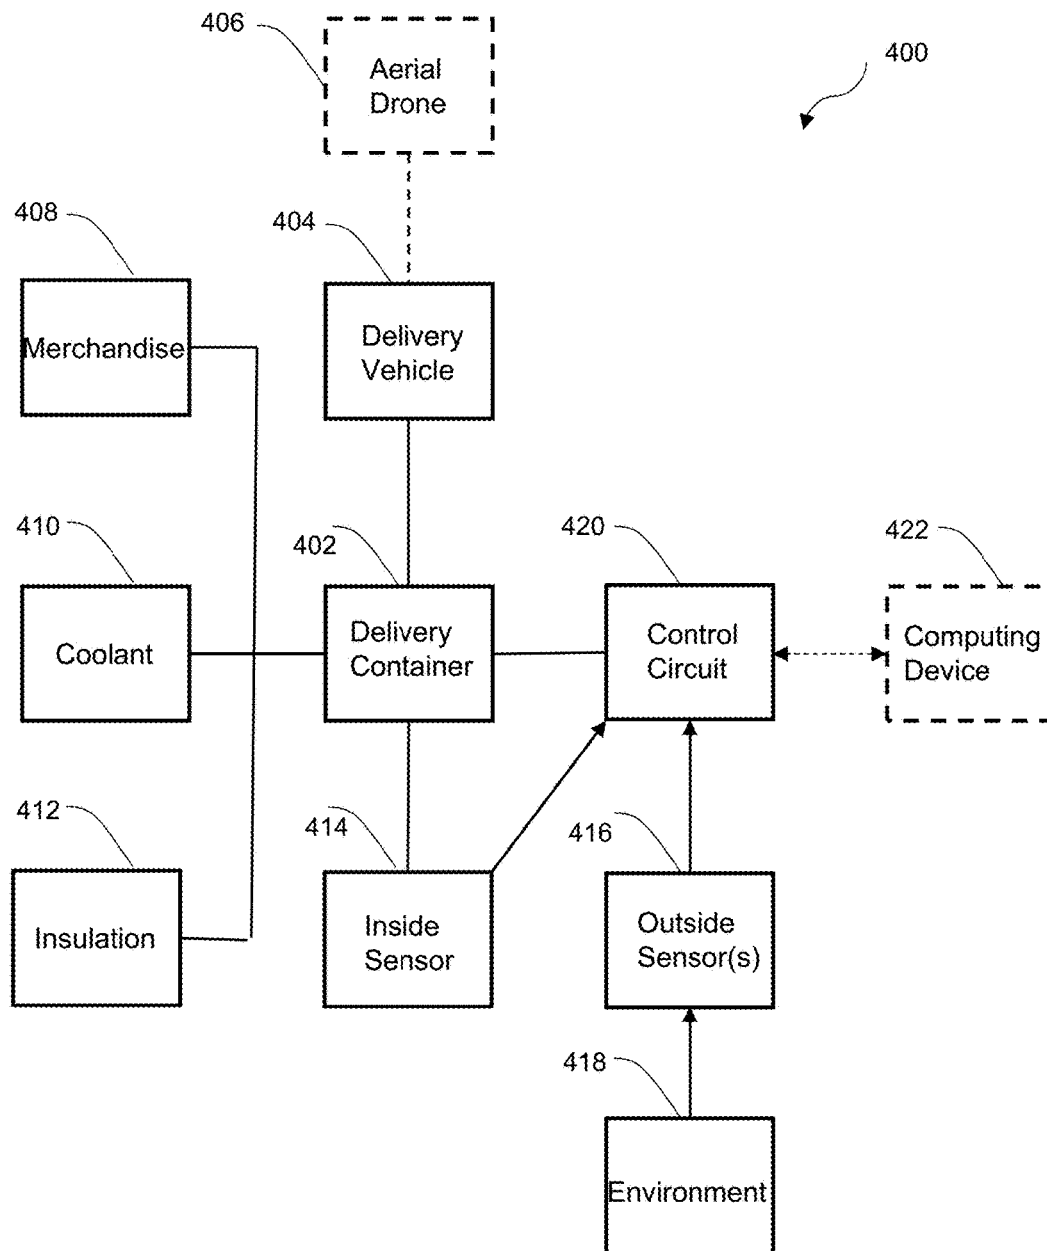 406
Aerial
Drone
400
408
404
Merchandise
Delivery
Vehicle
410
402
420
422
Coolant
Delivery
Container
Control
Circuit
Computing
Device
412
414
416
Insulation
Inside
Sensor
Outside
Sensor(s)
418
Environment